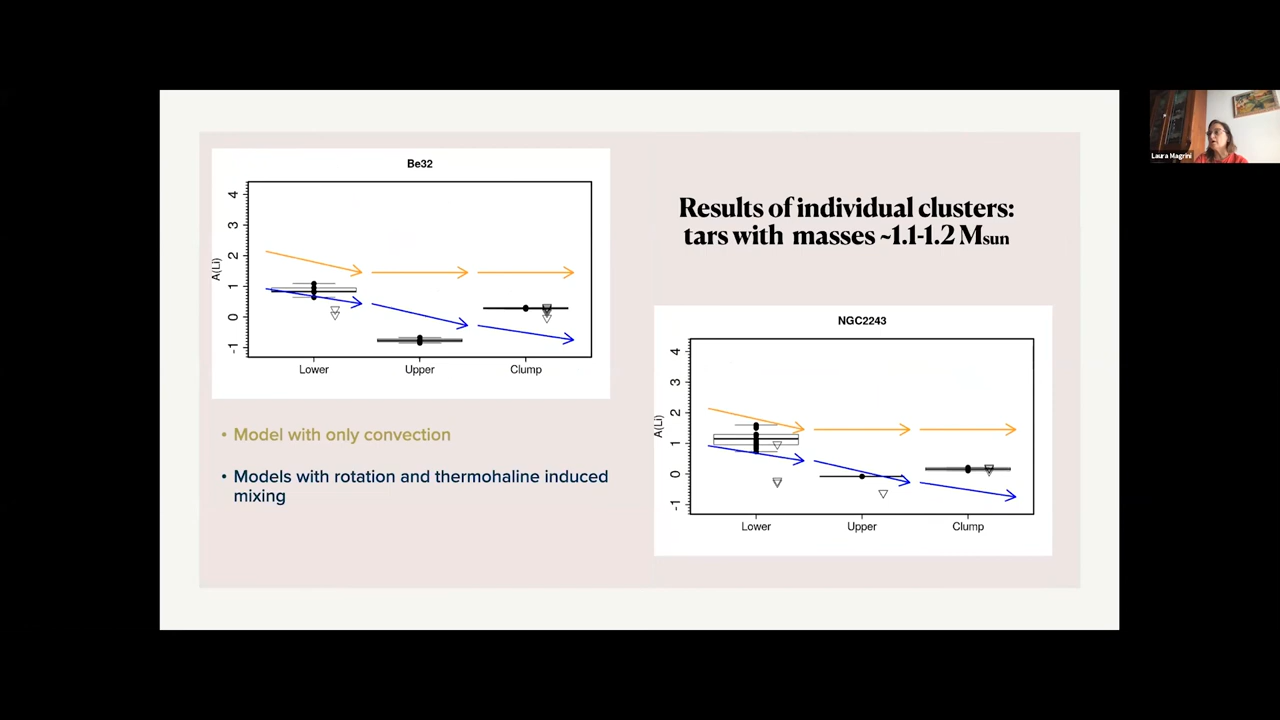 Be32
4
3
2
1
0
-1
A(Li)
Lower Upper Clump
Results of individual clusters:
tars with masses ~1.1-1.2 Msun
• Model with only convection
• Models with rotation and thermohaline induced
mixing
NGC2243
4
3
2
1
0
-1
A(Li)
Lower Upper Clump
Laura Magrini